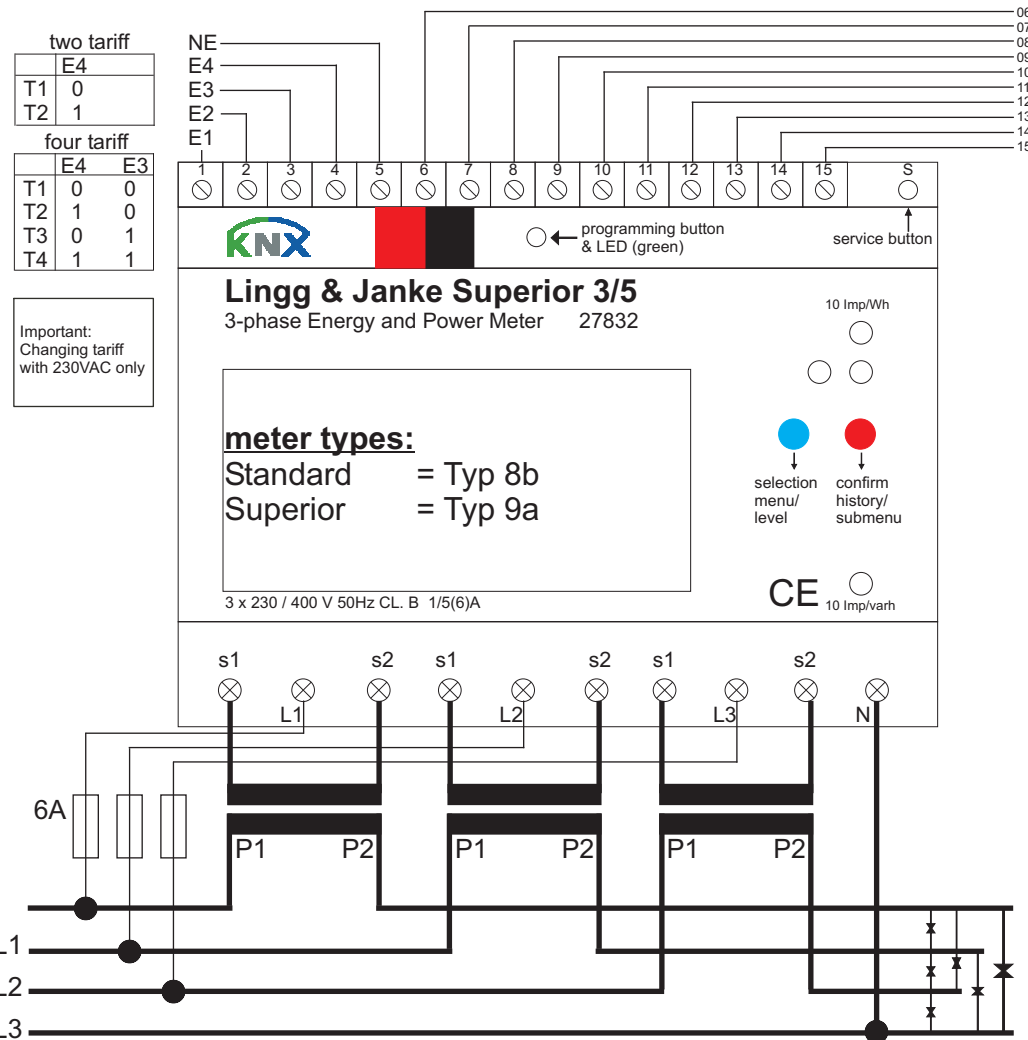 two tariff
E4
T1 0
T2 1
four tariff
E4 E3
T1 0 0
T2 1 0
T3 0 1
T4 1 1
Important:
Changing tariff
with 230VAC only
NE
E4
E3
E2
E1
06
07
08
09
10
11
12
13
14
15
1 2 3 4 5 6 7 8 9 10 11 12 13 14 15 S
KNX
programming button
& LED (green)
service button
Lingg & Janke Superior 3/5
3-phase Energy and Power Meter 27832
10 Imp/Wh
meter types:
Standard = Typ 8b
Superior = Typ 9a
selection
menu/
level
confirm
history/
submenu
3 x 230 / 400 V 50Hz CL. B 1/5(6)A
CE
10 Imp/varh
s1 s2 s1 s2 s1 s2
L1 L2 L3 N
6A
P1 P2 P1 P2 P1 P2
L1
L2
L3